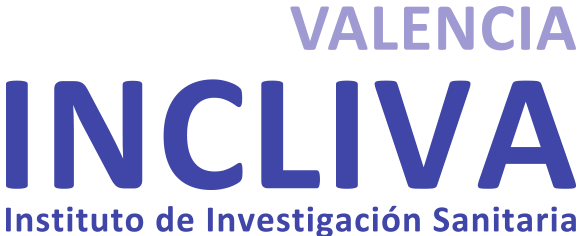 VALENCIA
INCLIVA
Instituto de Investigación Sanitaria